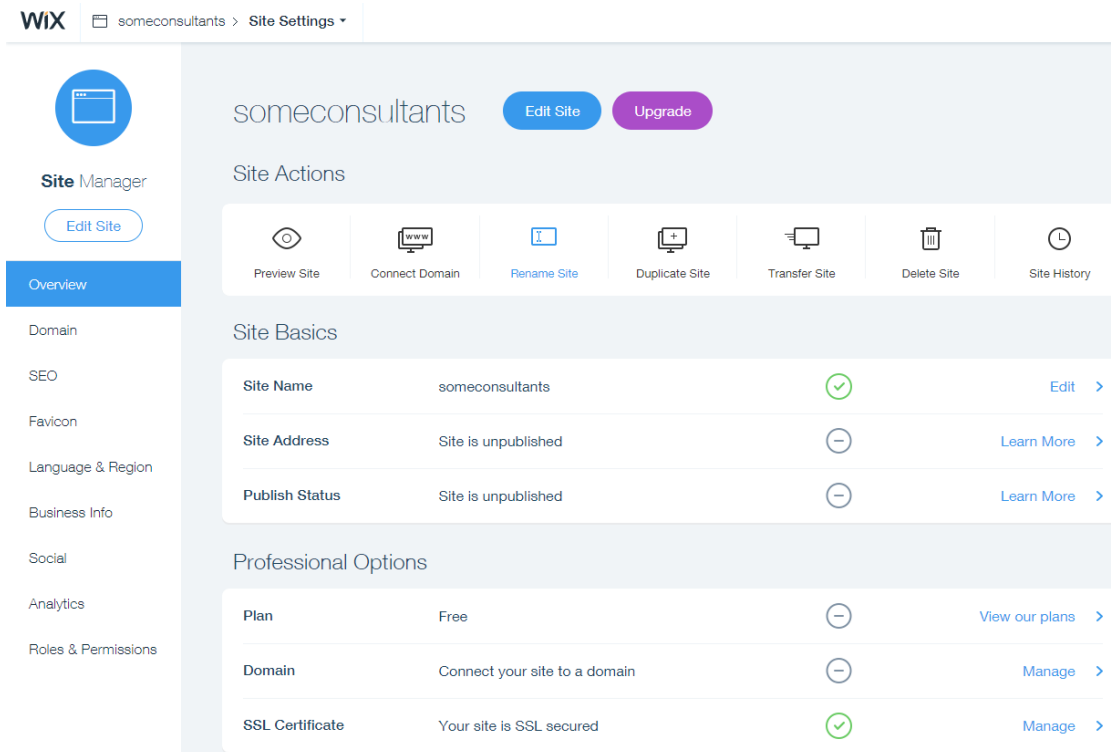 WiX someconsultants > Site Settings
someconsultants Edit Site Upgrade
Site Manager
Edit Site
Overview
Domain
SEO
Favicon
Language & Region
Business Info
Social
Analytics
Roles & Permissions
Site Actions
www
Preview Site Connect Domain Rename Site Duplicate Site Transfer Site Delete Site Site History
Site Basics
Site Name someconsultants Edit >
Site Address Site is unpublished Learn More >
Publish Status Site is unpublished Learn More >
Professional Options
Plan Free View our plans >
Domain Connect your site to a domain Manage >
SSL Certificate Your site is SSL secured Manage >